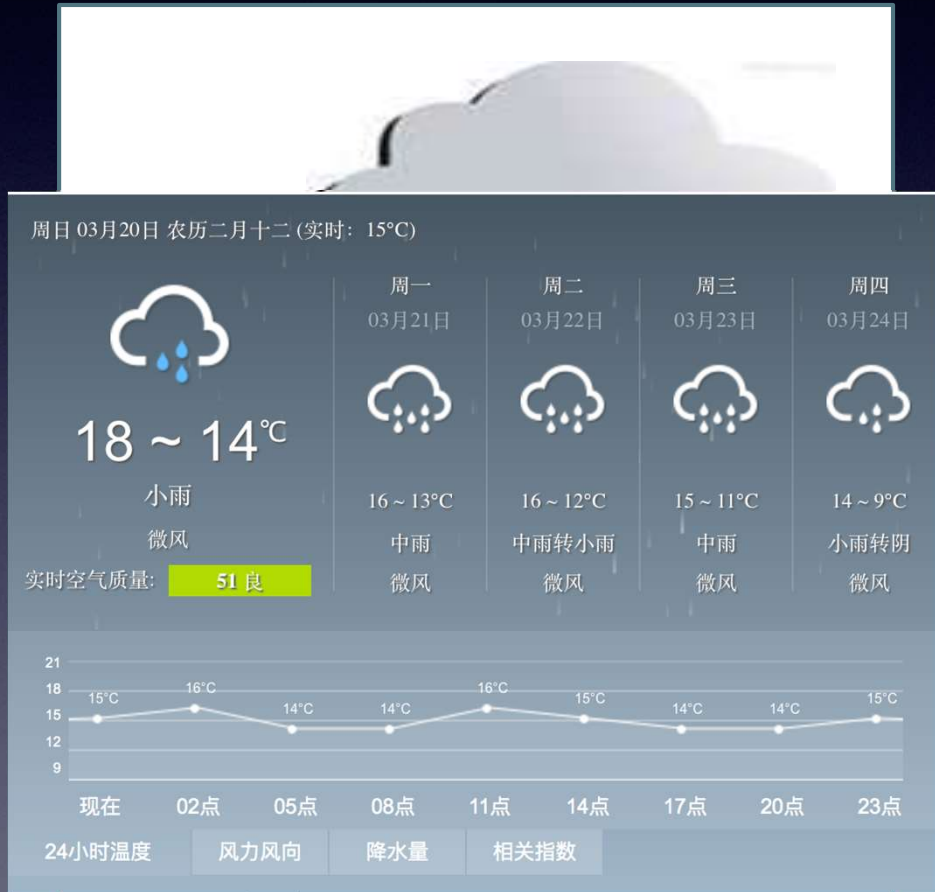 周日 03月20日 农历二月十二 (实时：15°C)
18 ~ 14℃
小雨
微风
实时空气质量: 51 良
周一
03月21日
16 ~ 13°C
中雨
微风
周二
03月22日
16 ~ 12°C
中雨转小雨
微风
周三
03月23日
15 ~ 11°C
中雨
微风
周四
03月24日
14 ~ 9°C
小雨转阴
微风
21
18
15
12
9
15°C 16°C 14°C 14°C 16°C 15°C 14°C 14°C 15°C
现在 02点 05点 08点 11点 14点 17点 20点 23点
24小时温度 风力风向 降水量 相关指数